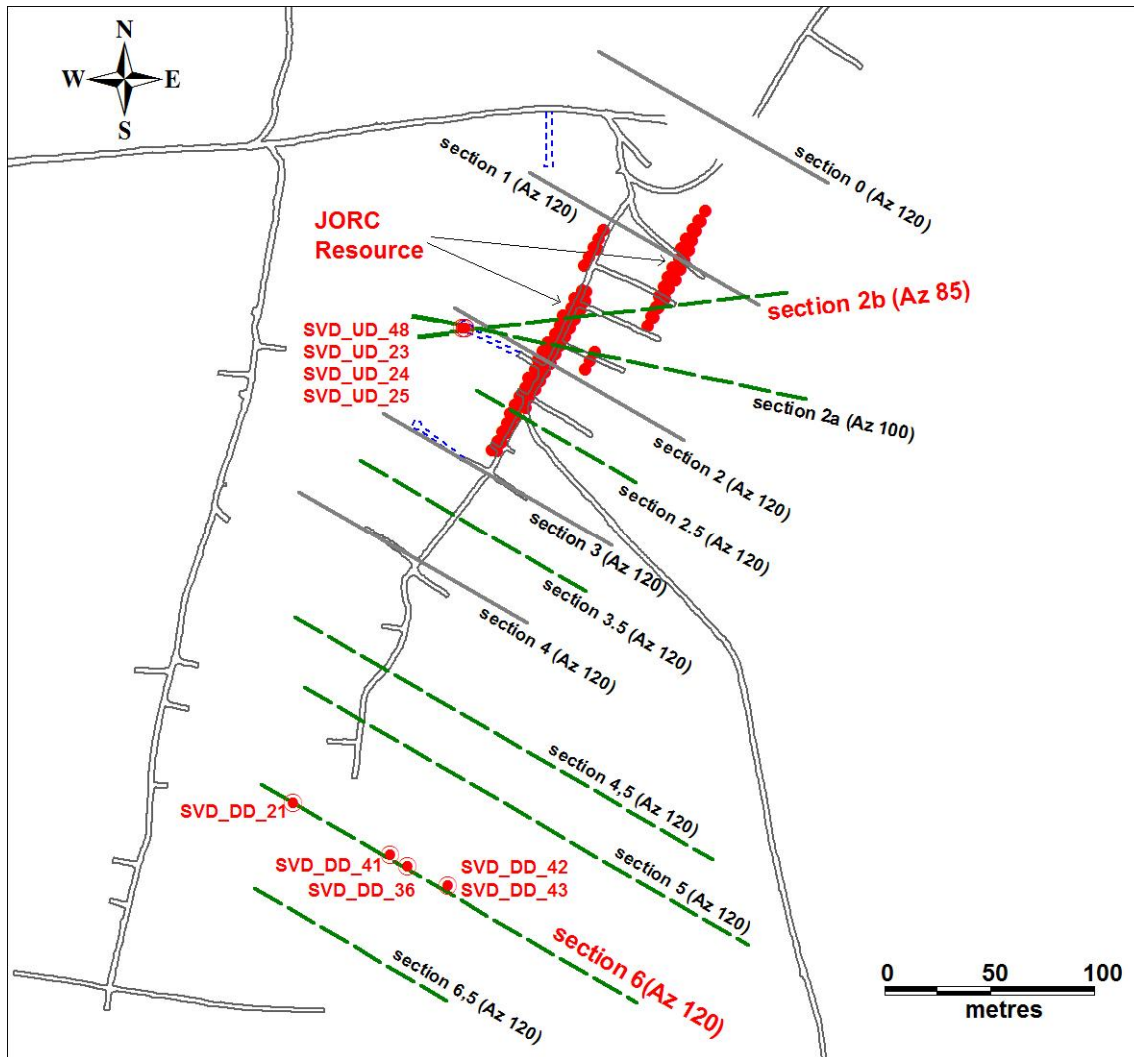 N
W E
S
section 0 (Az 120)
section 1 (Az 120)
JORC
Resource
section 2b (Az 85)
SVD_UD_48
SVD_UD_23
SVD_UD_24
SVD_UD_25
section 2a (Az 100)
section 2 (Az 120)
section 2.5 (Az 120)
section 3 (Az 120)
section 3.5 (Az 120)
section 4 (Az 120)
section 4,5 (Az 120)
SVD_DD_21
section 5 (Az 120)
SVD_DD_41
SVD_DD_36
SVD_DD_42
SVD_DD_43
section 6(Az 120)
section 6,5 (Az 120)
0 50 100
metres